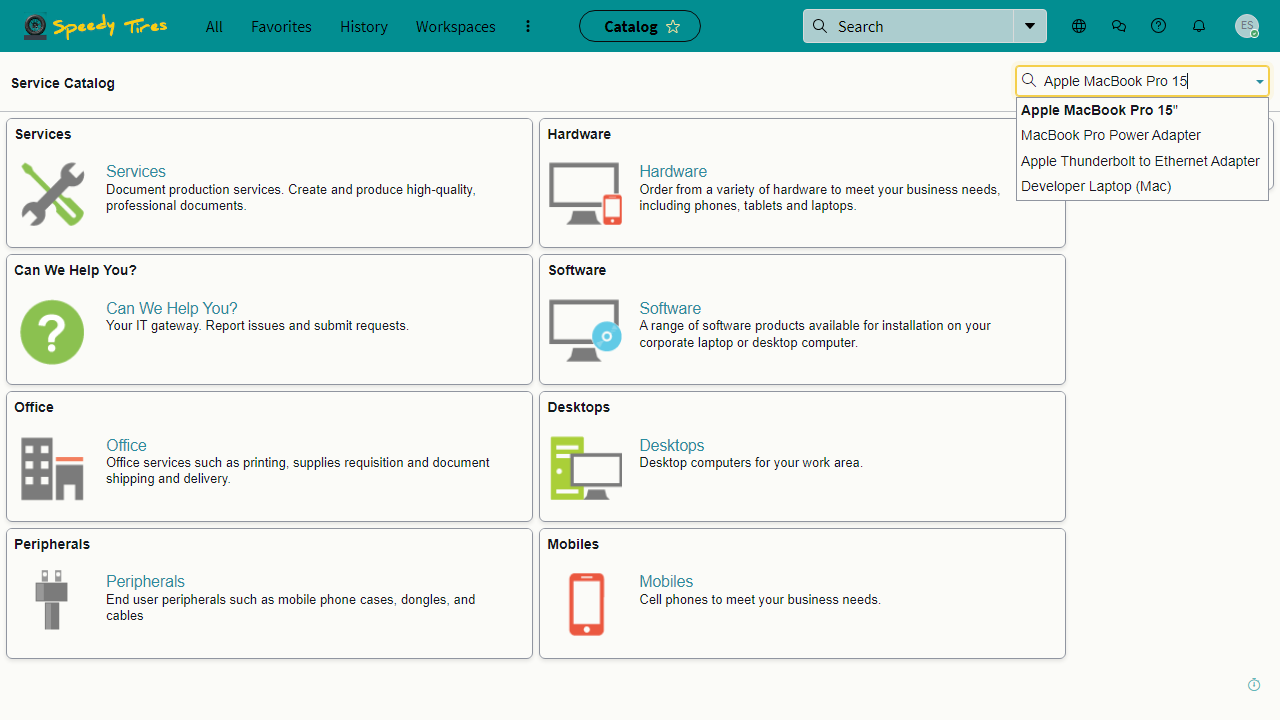 Speedy Tires
All
Favorites
History
Workspaces
Catalog
Search
ES
Service Catalog
Apple MacBook Pro 15
Apple MacBook Pro 15"
MacBook Pro Power Adapter
Apple Thunderbolt to Ethernet Adapter
Developer Laptop (Mac)
Services
Services
Document production services. Create and produce high-quality,
professional documents.
Hardware
Hardware
Order from a variety of hardware to meet your business needs,
including phones, tablets and laptops.
Can We Help You?
Can We Help You?
Your IT gateway. Report issues and submit requests.
Software
Software
A range of software products available for installation on your
corporate laptop or desktop computer.
Office
Office
Office services such as printing, supplies requisition and document
shipping and delivery.
Desktops
Desktops
Desktop computers for your work area.
Peripherals
Peripherals
End user peripherals such as mobile phone cases, dongles, and
cables
Mobiles
Mobiles
Cell phones to meet your business needs.